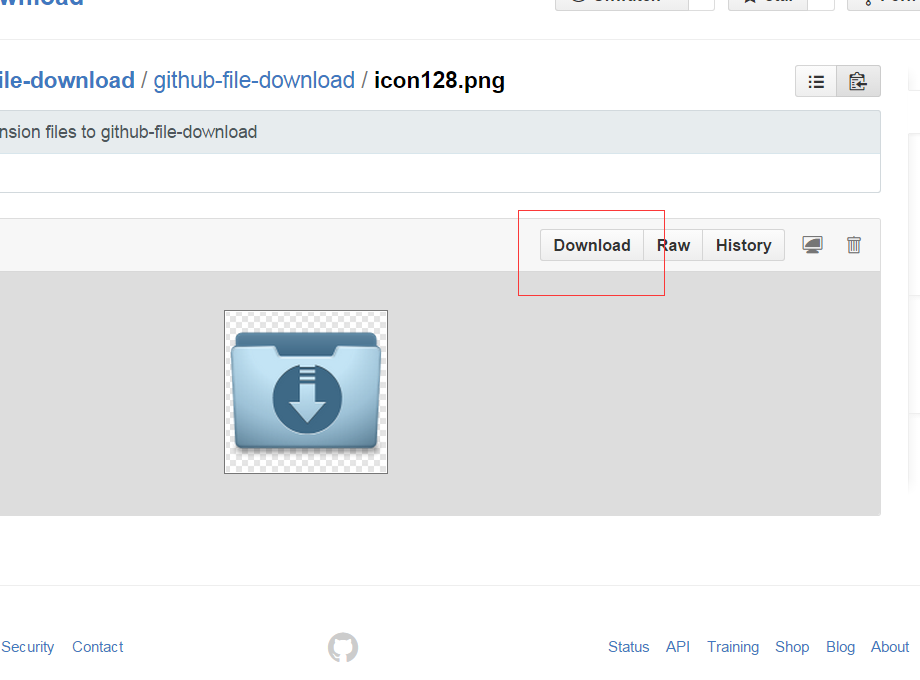 ile-download / github-file-download / icon128.png
nsion files to github-file-download
Download Raw History
Security Contact Status API Training Shop Blog About